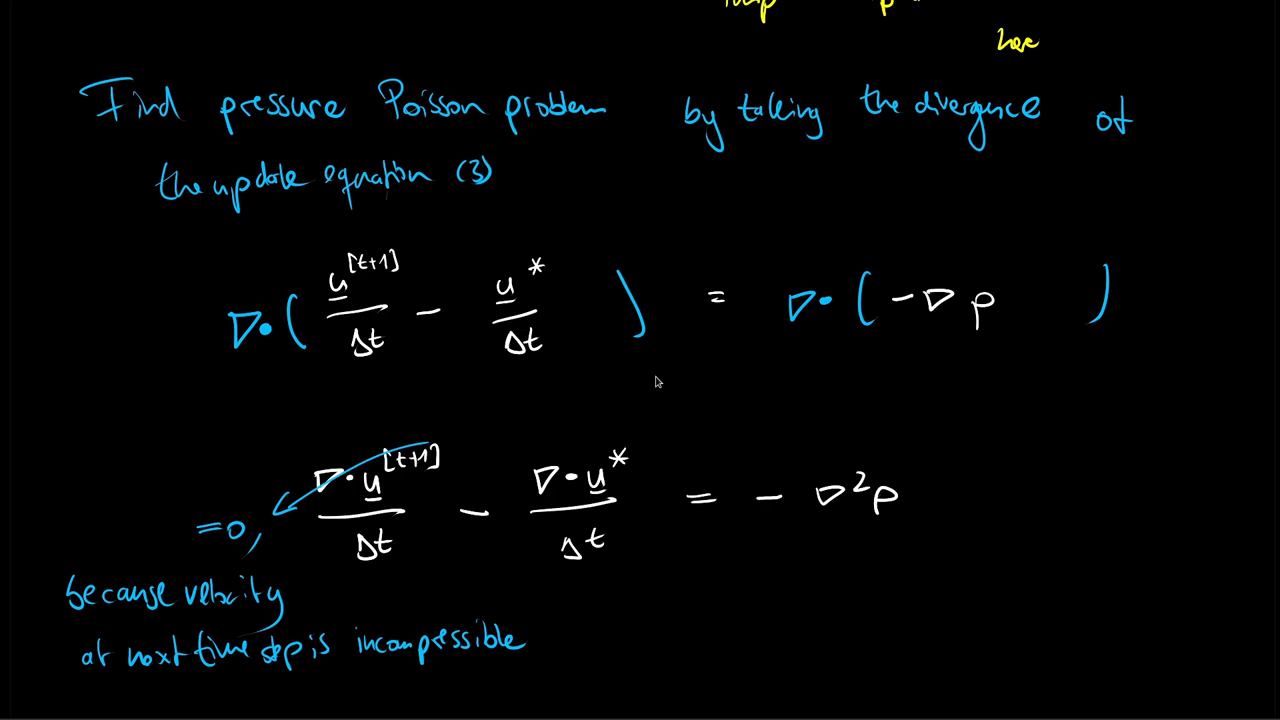 here
Find pressure Poisson problem by taking the divergence of
the update equation (3)
∇·( u^[t+1]/Δt − u^*/Δt ) = ∇·( −∇p )
∇·u^[t+1]/Δt − ∇·u^*/Δt = − ∇²p
=0,
because velocity
at next time step is incompressible